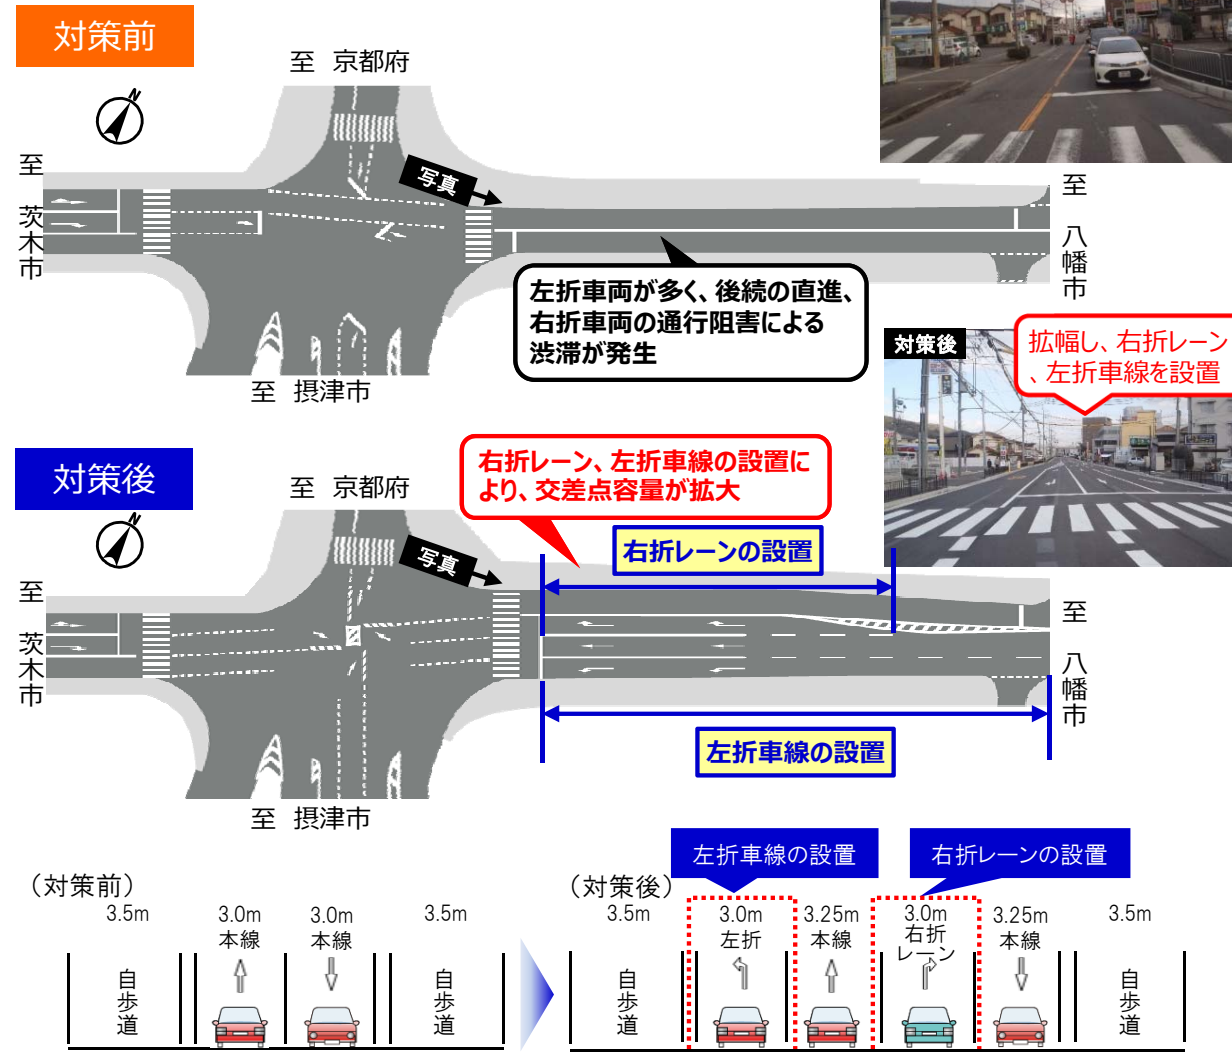 対策前
至 京都府
N
至 茨木市
写真
至 八幡市
左折車両が多く、後続の直進、
右折車両の通行阻害による
渋滞が発生
至 摂津市
対策後
拡幅し、右折レーン
、左折車線を設置
対策後
至 京都府
右折レーン、左折車線の設置に
より、交差点容量が拡大
N
写真
右折レーンの設置
至 茨木市
至 八幡市
左折車線の設置
至 摂津市
左折車線の設置
右折レーンの設置
（対策前）
3.5m 3.0m 3.0m 3.5m
本線 本線
自歩道 自歩道
（対策後）
3.5m 3.0m 3.25m 3.0m 3.25m 3.5m
左折 本線 右折 本線
レーン
自歩道 自歩道